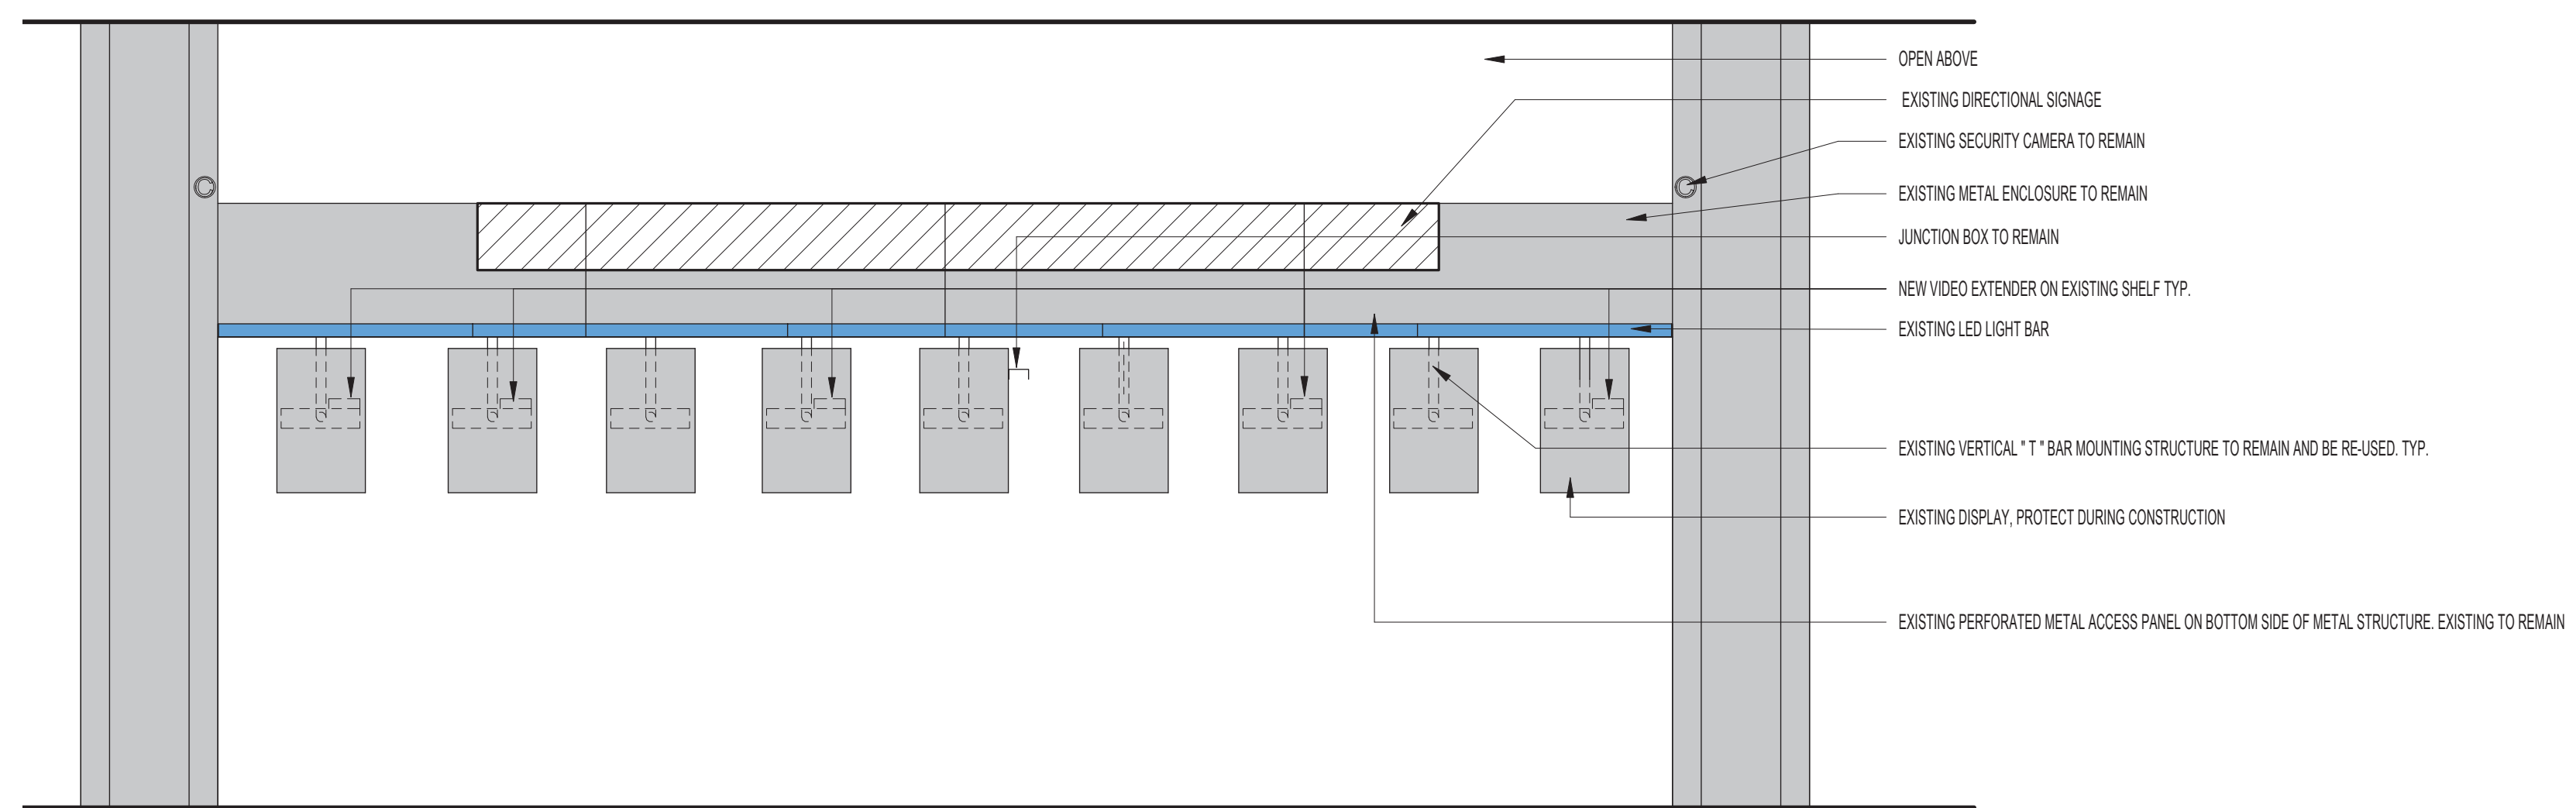 OPEN ABOVE
EXISTING DIRECTIONAL SIGNAGE
EXISTING SECURITY CAMERA TO REMAIN
EXISTING METAL ENCLOSURE TO REMAIN
JUNCTION BOX TO REMAIN
NEW VIDEO EXTENDER ON EXISTING SHELF TYP.
EXISTING LED LIGHT BAR
EXISTING VERTICAL " T " BAR MOUNTING STRUCTURE TO REMAIN AND BE RE-USED. TYP.
EXISTING DISPLAY, PROTECT DURING CONSTRUCTION
EXISTING PERFORATED METAL ACCESS PANEL ON BOTTOM SIDE OF METAL STRUCTURE. EXISTING TO REMAIN